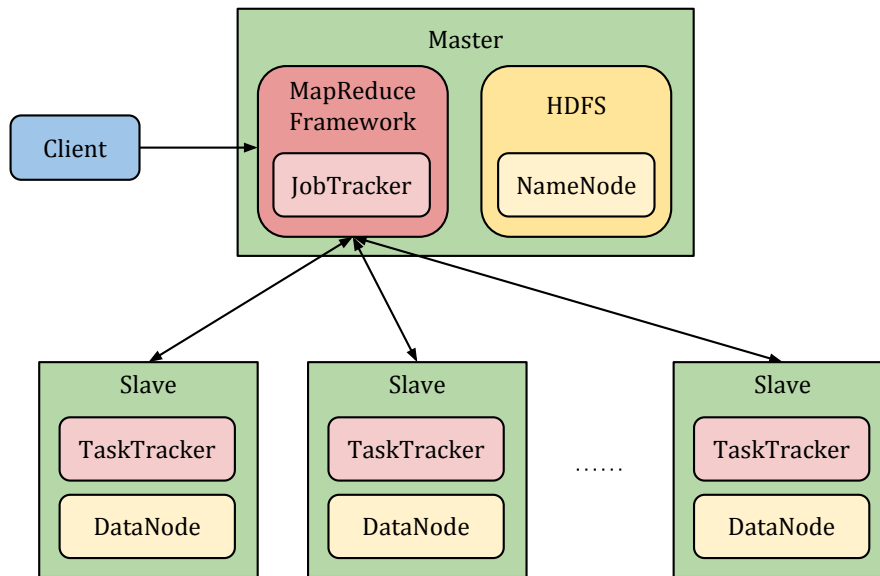 Master
MapReduce
Framework
HDFS
Client
JobTracker
NameNode
Slave
Slave
Slave
TaskTracker
TaskTracker
TaskTracker
......
DataNode
DataNode
DataNode